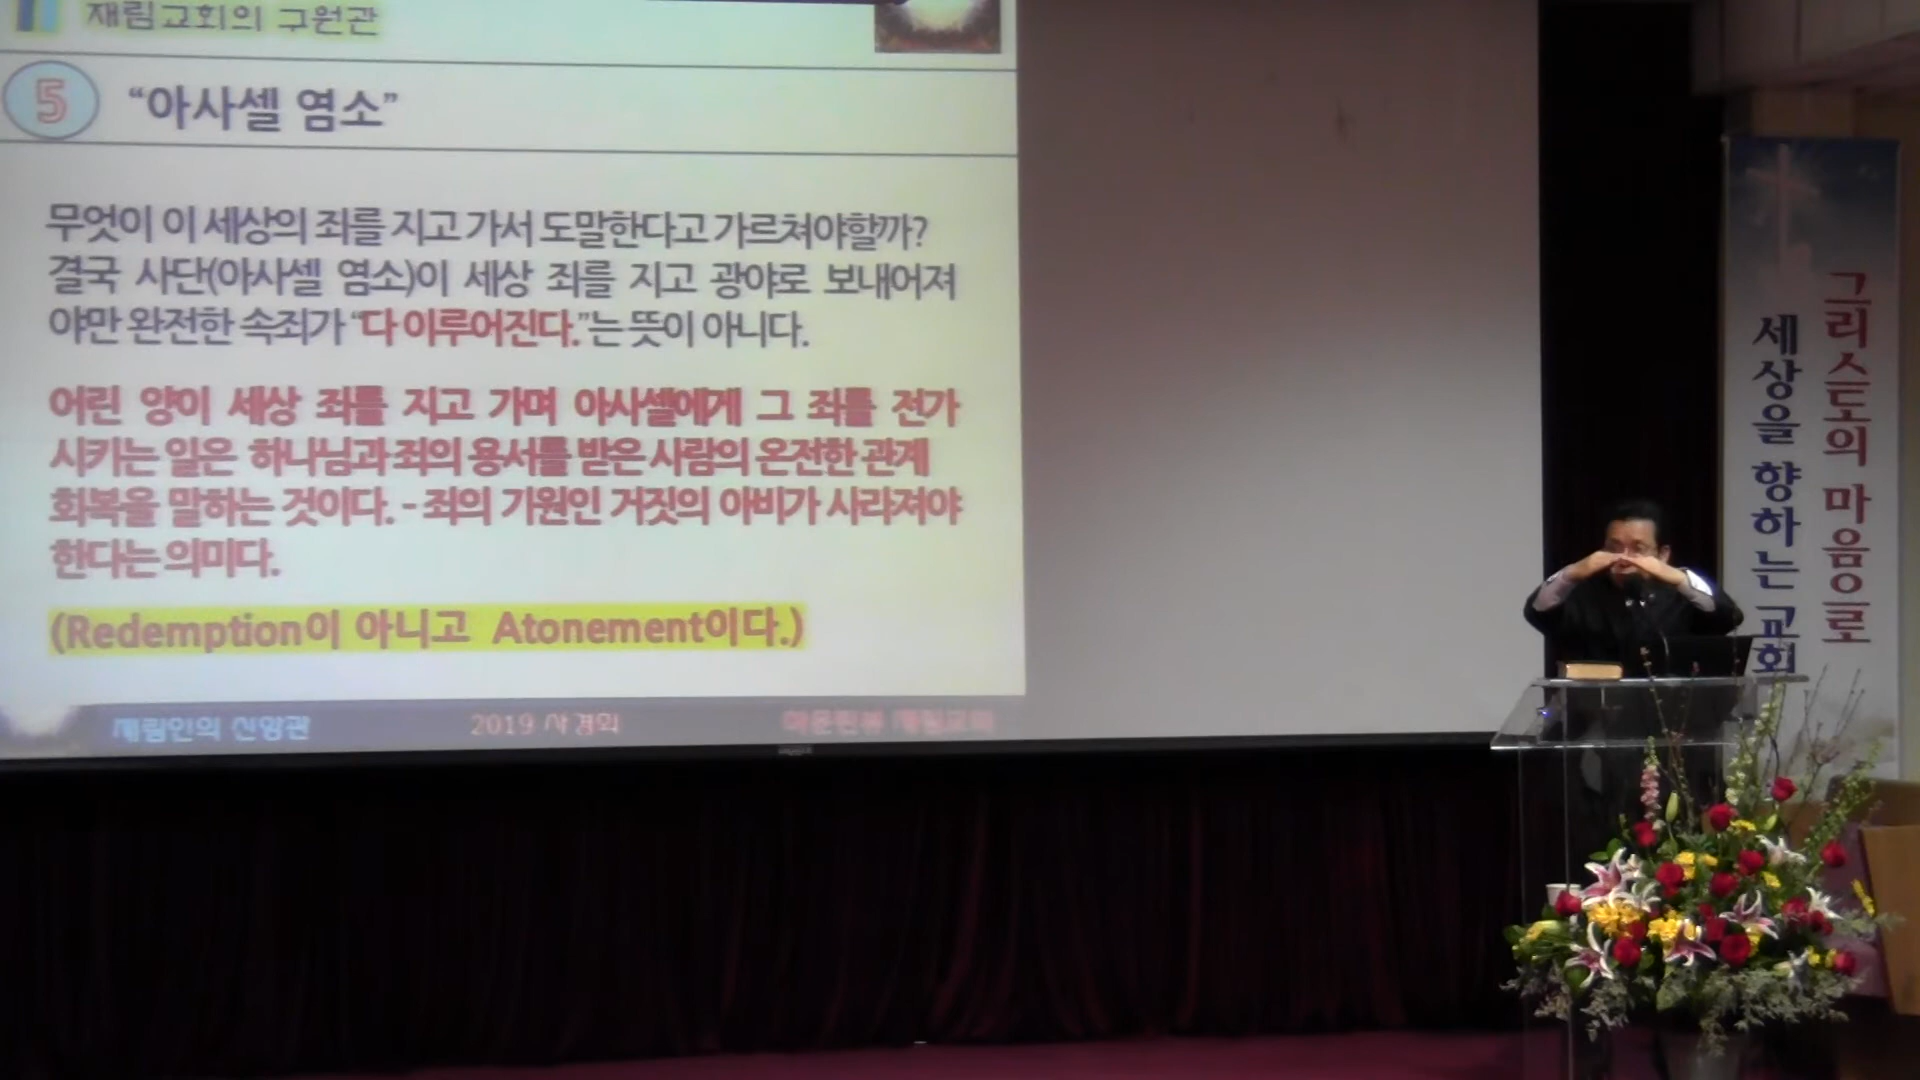 재림교회의 구원관
5 “아사셀 염소”
무엇이 이 세상의 죄를 지고 가서 도말한다고 가르쳐야할까?
결국 사단(아사셀 염소)이 세상 죄를 지고 광야로 보내어져
야만 완전한 속죄가 “다 이루어진다.”는 뜻이 아니다.
어린 양이 세상 죄를 지고 가며 아사셀에게 그 죄를 전가
시키는 일은 하나님과 죄의 용서를 받은 사람의 온전한 관계
회복을 말하는 것이다. - 죄의 기원인 거짓의 아비가 사라져야
한다는 의미다.
(Redemption이 아니고 Atonement이다.)
재림인의 신앙관 2019 사경회 재림교회
그리스도의 마음으로
세상을 향하는 교회